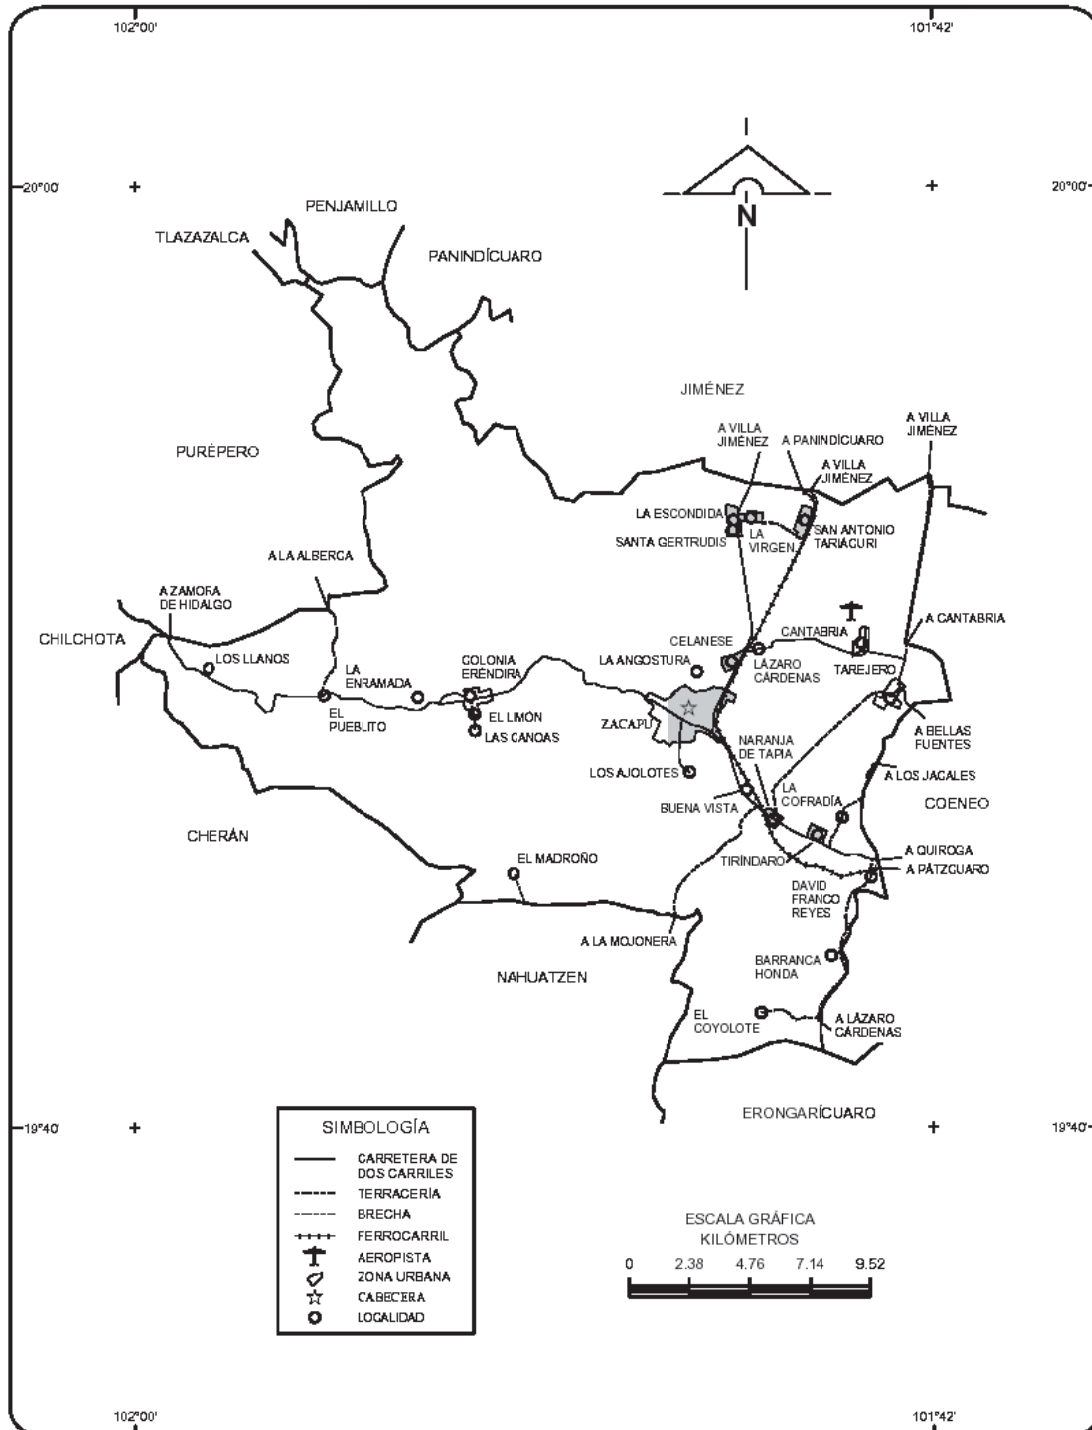 102°00'
101°42'
20°00'
20°00'
N
PENJAMILLO
TLAZAZALCA
PANINDÍCUARO
JIMÉNEZ
A VILLA
JIMÉNEZ
A VILLA
JIMÉNEZ
A PANINDÍCUARO
A VILLA
JIMÉNEZ
PURÉPERO
LA ESCONDIDA
SANTA GERTRUDIS
LA
VIRGEN
SAN ANTONIO
TARIÁCURI
A LA ALBERCA
A ZAMORA
DE HIDALGO
CHILCHOTA
LOS LLANOS
LA
ENRAMADA
COLONIA
ERÉNDIRA
EL
PUEBLITO
EL LIMÓN
LAS CANOAS
CELANESE
LA ANGOSTURA
LÁZARO
CÁRDENAS
CANTABRIA
TAREJERO
A CANTABRIA
ZACAPU
NARANJA
DE TAPIA
A BELLAS
FUENTES
LOS AJOLOTES
BUENA VISTA
LA
COFRADÍA
A LOS JACALES
COENEO
CHERÁN
EL MADROÑO
TIRÍNDARO
A QUIROGA
A PÁTZCUARO
DAVID
FRANCO
REYES
A LA MOJONERA
NAHUATZEN
BARRANCA
HONDA
EL
COYOLOTE
A LÁZARO
CÁRDENAS
ERONGARÍCUARO
19°40'
19°40'
SIMBOLOGÍA
CARRETERA DE
DOS CARRILES
TERRACERÍA
BRECHA
FERROCARRIL
AEROPISTA
ZONA URBANA
CABECERA
LOCALIDAD
ESCALA GRÁFICA
KILÓMETROS
0 2.38 4.76 7.14 9.52
102°00'
101°42'